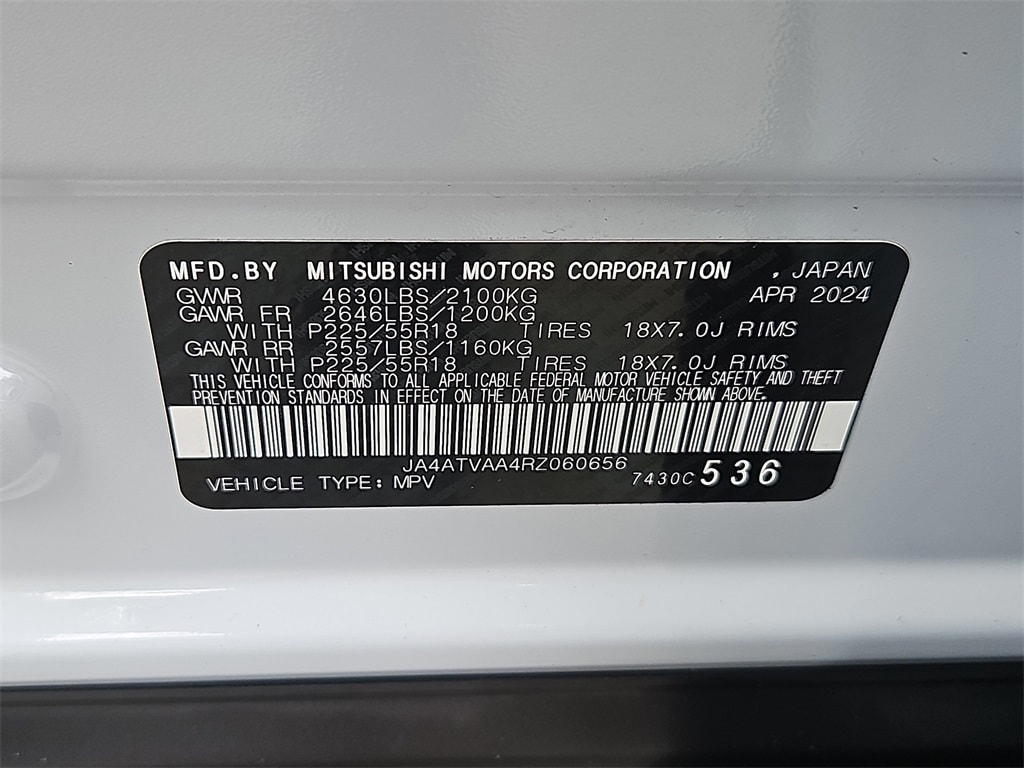 MFD.BY MITSUBISHI MOTORS CORPORATION , JAPAN
GVWR 4630LBS/2100KG APR 2024
GAWR FR 2646LBS/1200KG
WITH P225/55R18 TIRES 18X7.0J RIMS
GAWR RR 2557LBS/1160KG
WITH P225/55R18 TIRES 18X7.0J RIMS
THIS VEHICLE CONFORMS TO ALL APPLICABLE FEDERAL MOTOR VEHICLE SAFETY AND THEFT
PREVENTION STANDARDS IN EFFECT ON THE DATE OF MANUFACTURE SHOWN ABOVE.
JA4ATVAA4RZ060656
VEHICLE TYPE: MPV 7430C 536